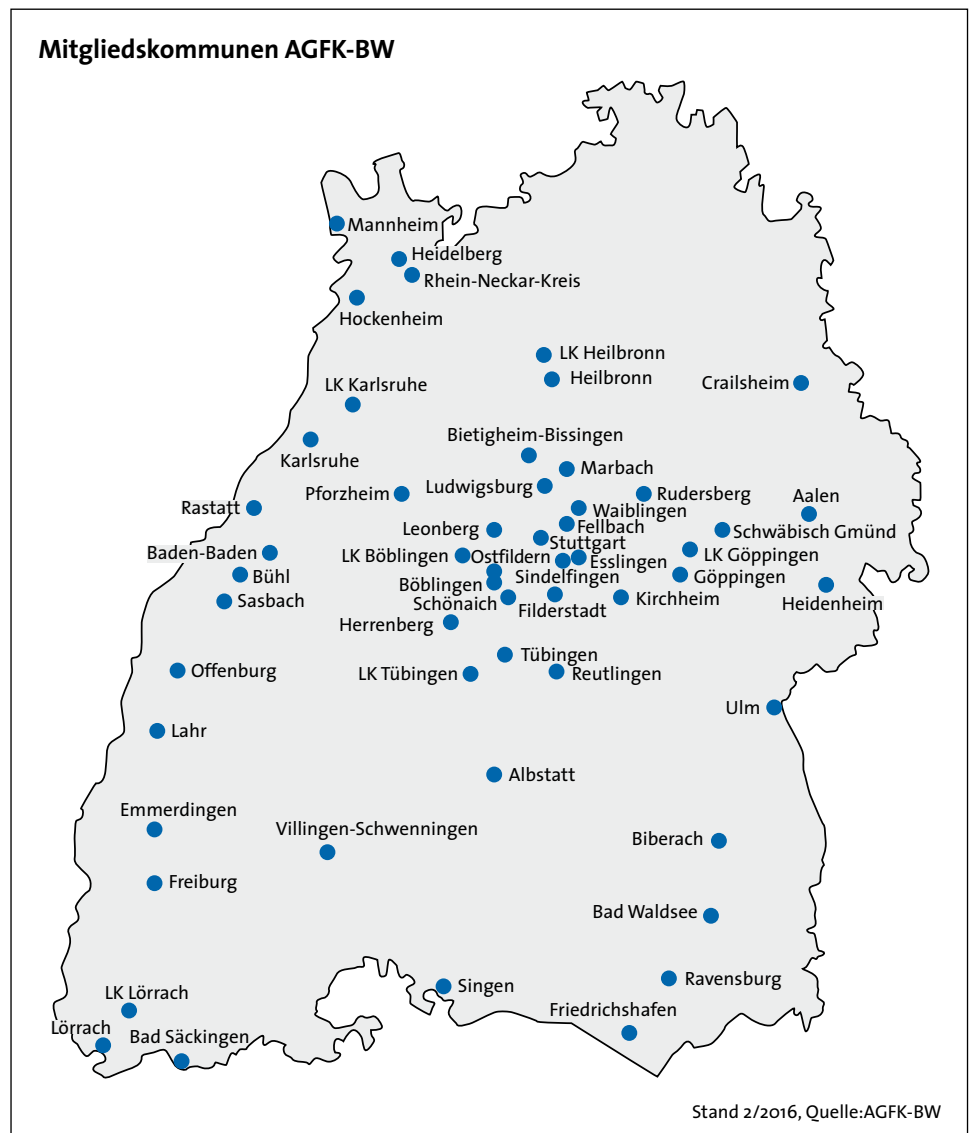 Mitgliedskommunen AGFK-BW
Mannheim
Heidelberg
Rhein-Neckar-Kreis
Hockenheim
LK Heilbronn
Heilbronn
Crailsheim
LK Karlsruhe
Karlsruhe
Bietigheim-Bissingen
Marbach
Ludwigsburg
Pforzheim
Rudersberg
Aalen
Rastatt
Waiblingen
Fellbach
Leonberg
Schwäbisch Gmünd
Stuttgart
Baden-Baden
LK Böblingen
Ostfildern
Esslingen
LK Göppingen
Bühl
Sindelfingen
Göppingen
Böblingen
Sasbach
Schönaich
Filderstadt
Kirchheim
Heidenheim
Herrenberg
Tübingen
Offenburg
LK Tübingen
Reutlingen
Ulm
Lahr
Albstatt
Emmerdingen
Villingen-Schwenningen
Biberach
Freiburg
Bad Waldsee
Ravensburg
Singen
LK Lörrach
Friedrichshafen
Lörrach
Bad Säckingen
Stand 2/2016, Quelle:AGFK-BW